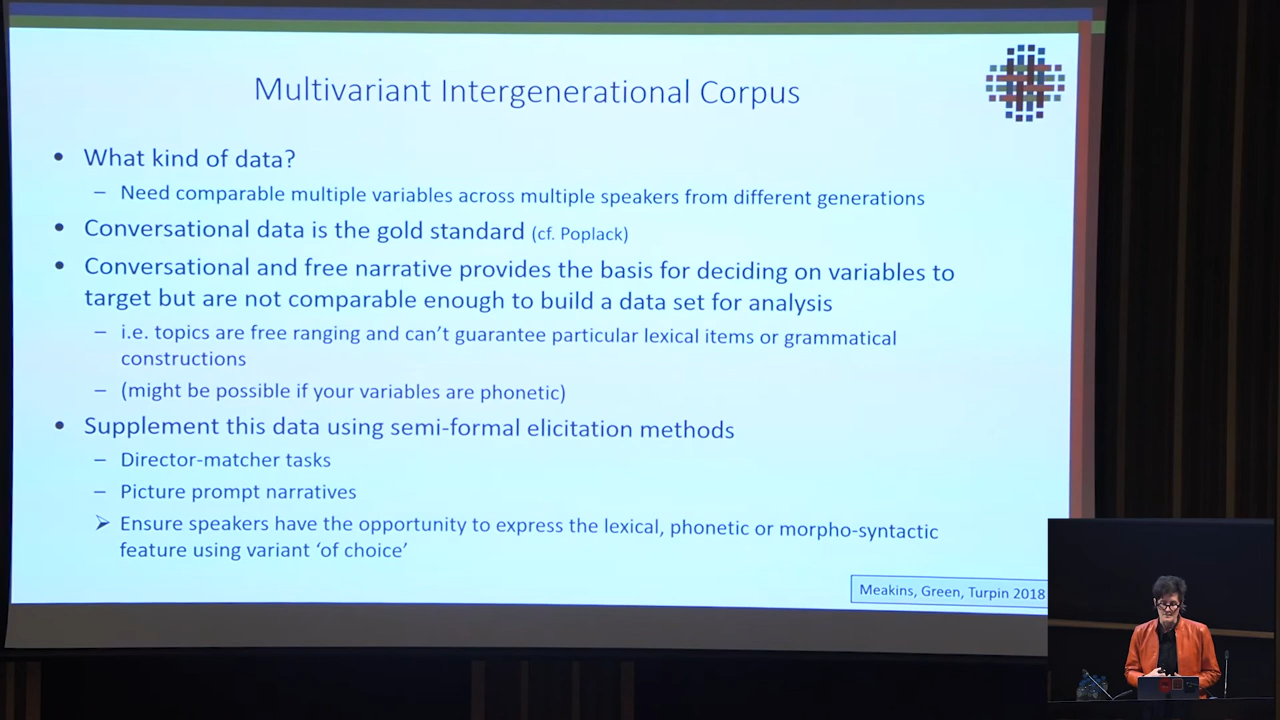 Multivariant Intergenerational Corpus
• What kind of data?
– Need comparable multiple variables across multiple speakers from different generations
• Conversational data is the gold standard (cf. Poplack)
• Conversational and free narrative provides the basis for deciding on variables to
target but are not comparable enough to build a data set for analysis
– i.e. topics are free ranging and can’t guarantee particular lexical items or grammatical
constructions
– (might be possible if your variables are phonetic)
• Supplement this data using semi-formal elicitation methods
– Director-matcher tasks
– Picture prompt narratives
➢ Ensure speakers have the opportunity to express the lexical, phonetic or morpho-syntactic
feature using variant ‘of choice’
Meakins, Green, Turpin 2018